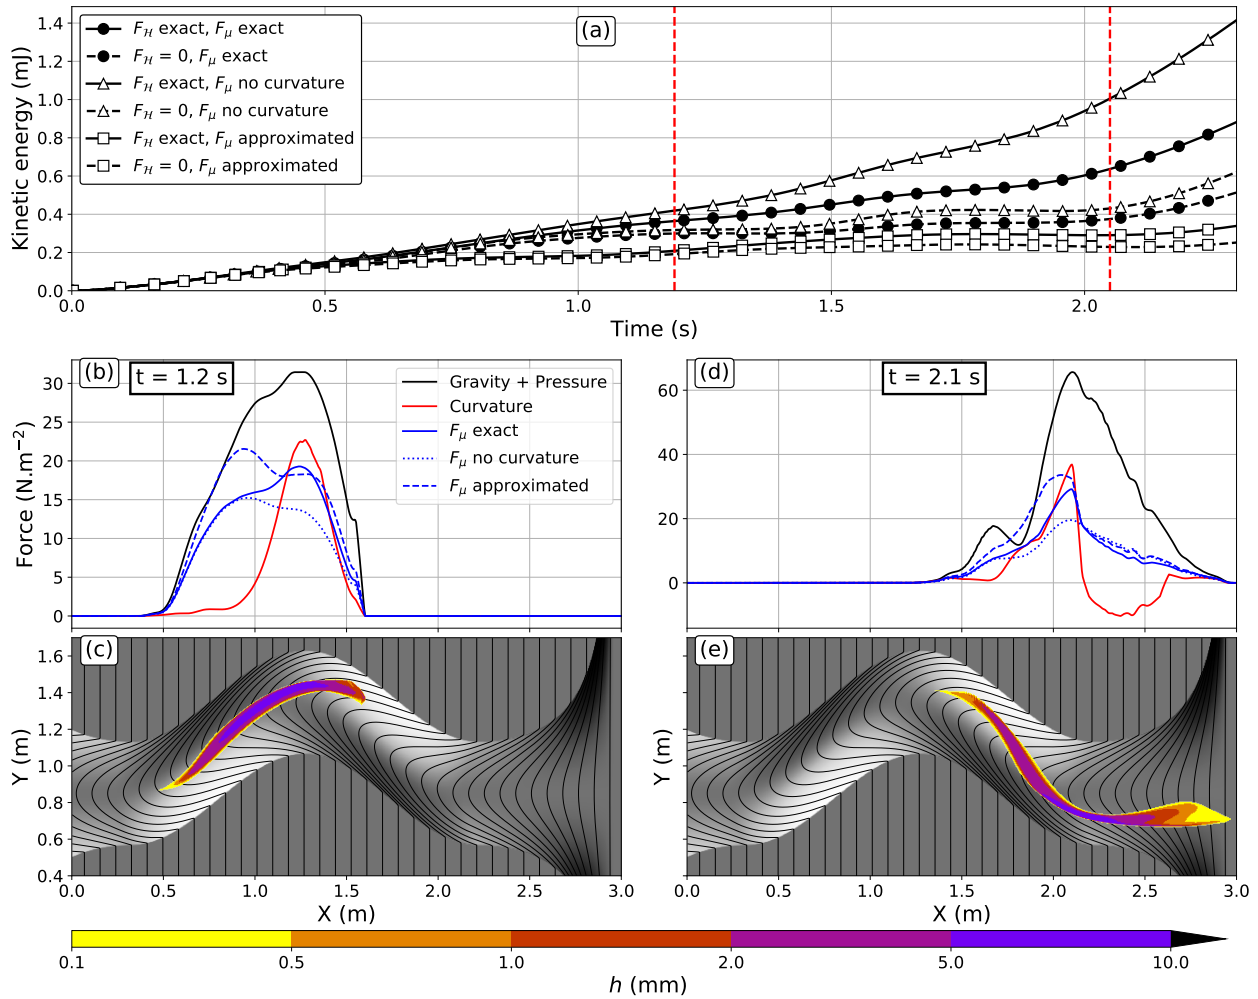 (a)
Kinetic energy (mJ)
1.4
1.2
1.0
0.8
0.6
0.4
0.2
0.0
F_ℋ exact, F_μ exact
F_ℋ = 0, F_μ exact
F_ℋ exact, F_μ no curvature
F_ℋ = 0, F_μ no curvature
F_ℋ exact, F_μ approximated
F_ℋ = 0, F_μ approximated
0.0 0.5 1.0 1.5 2.0
Time (s)
(b)
t = 1.2 s
Force (N.m⁻²)
30
25
20
15
10
5
0
Gravity + Pressure
Curvature
F_μ exact
F_μ no curvature
F_μ approximated
(d)
t = 2.1 s
60
40
20
0
(c)
Y (m)
1.6
1.4
1.2
1.0
0.8
0.6
0.4
0.0 0.5 1.0 1.5 2.0 2.5 3.0
X (m)
(e)
Y (m)
0.0 0.5 1.0 1.5 2.0 2.5 3.0
X (m)
0.1 0.5 1.0 2.0 5.0 10.0
h (mm)